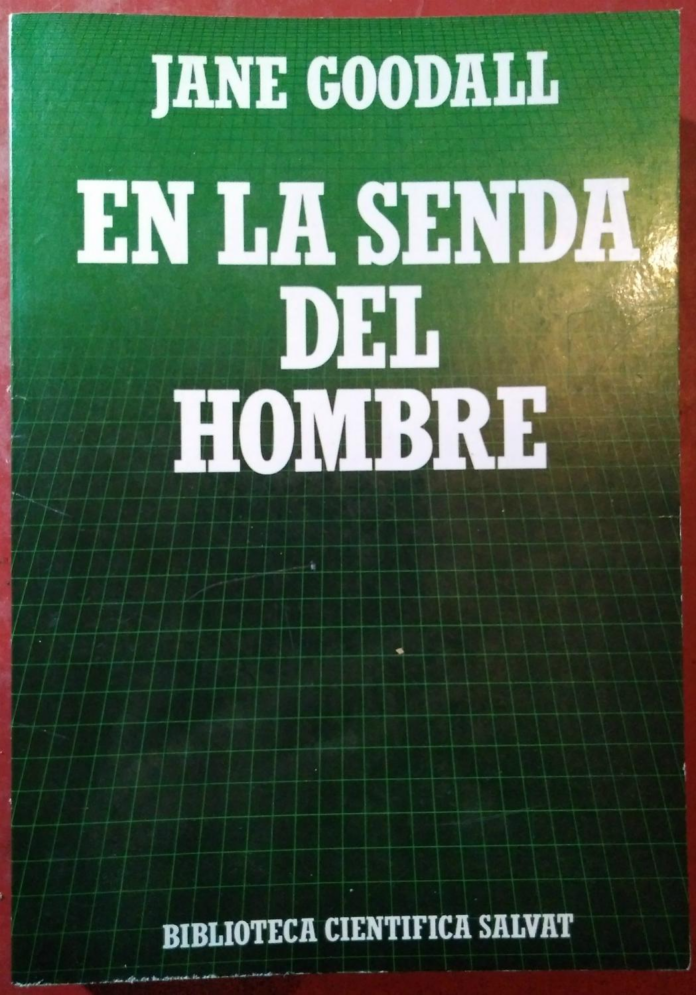 JANE GOODALL
EN LA SENDA
DEL
HOMBRE
BIBLIOTECA CIENTIFICA SALVAT